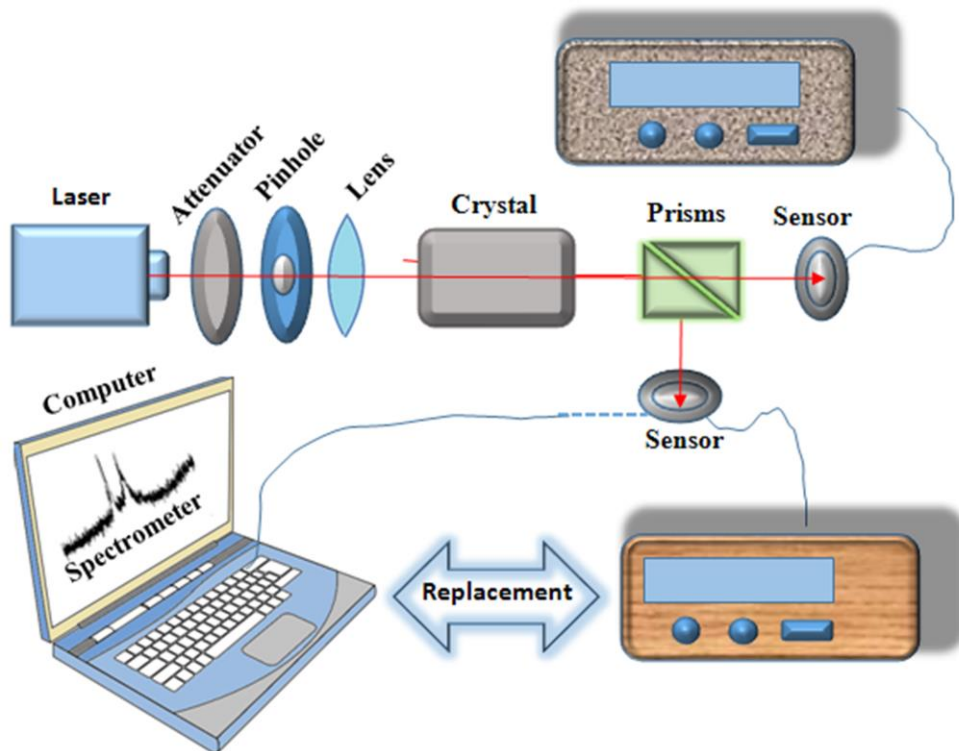 Laser
Attenuator
Pinhole
Lens
Crystal
Prisms
Sensor
Computer
Spectrometer
Sensor
Replacement